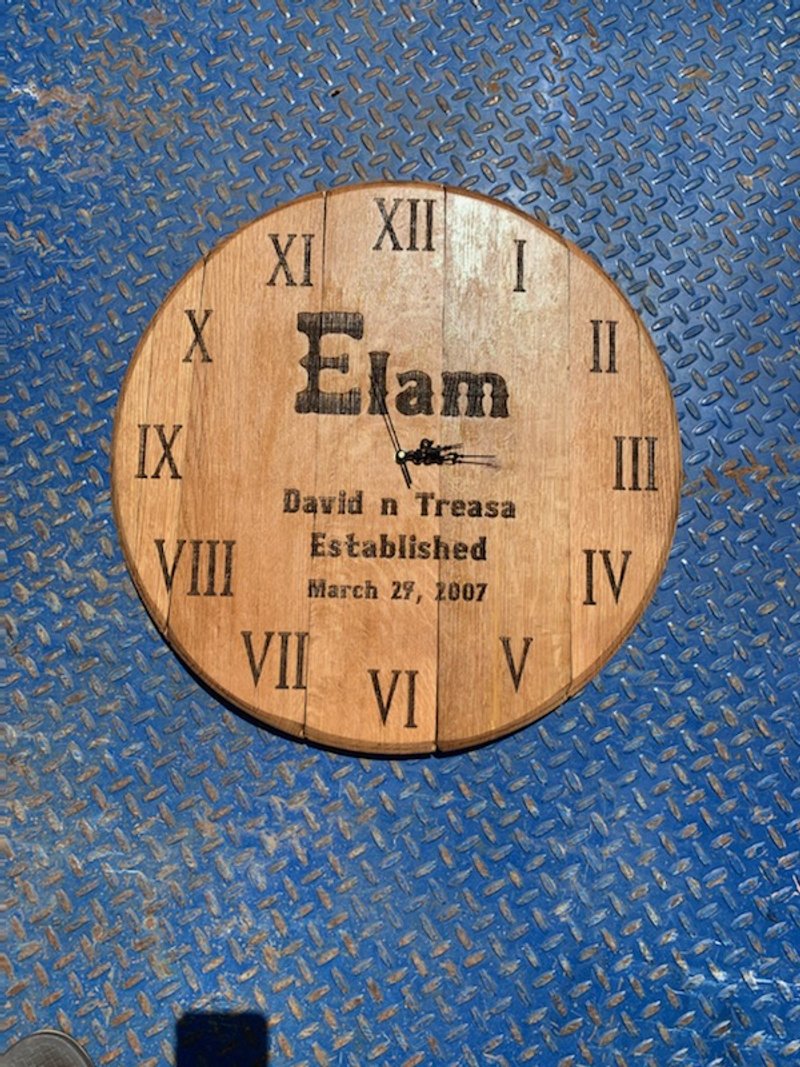 XII
XI I
X II
Elam
IX III
David n Treasa
Established
March 27, 2007
VIII IV
VII V
VI